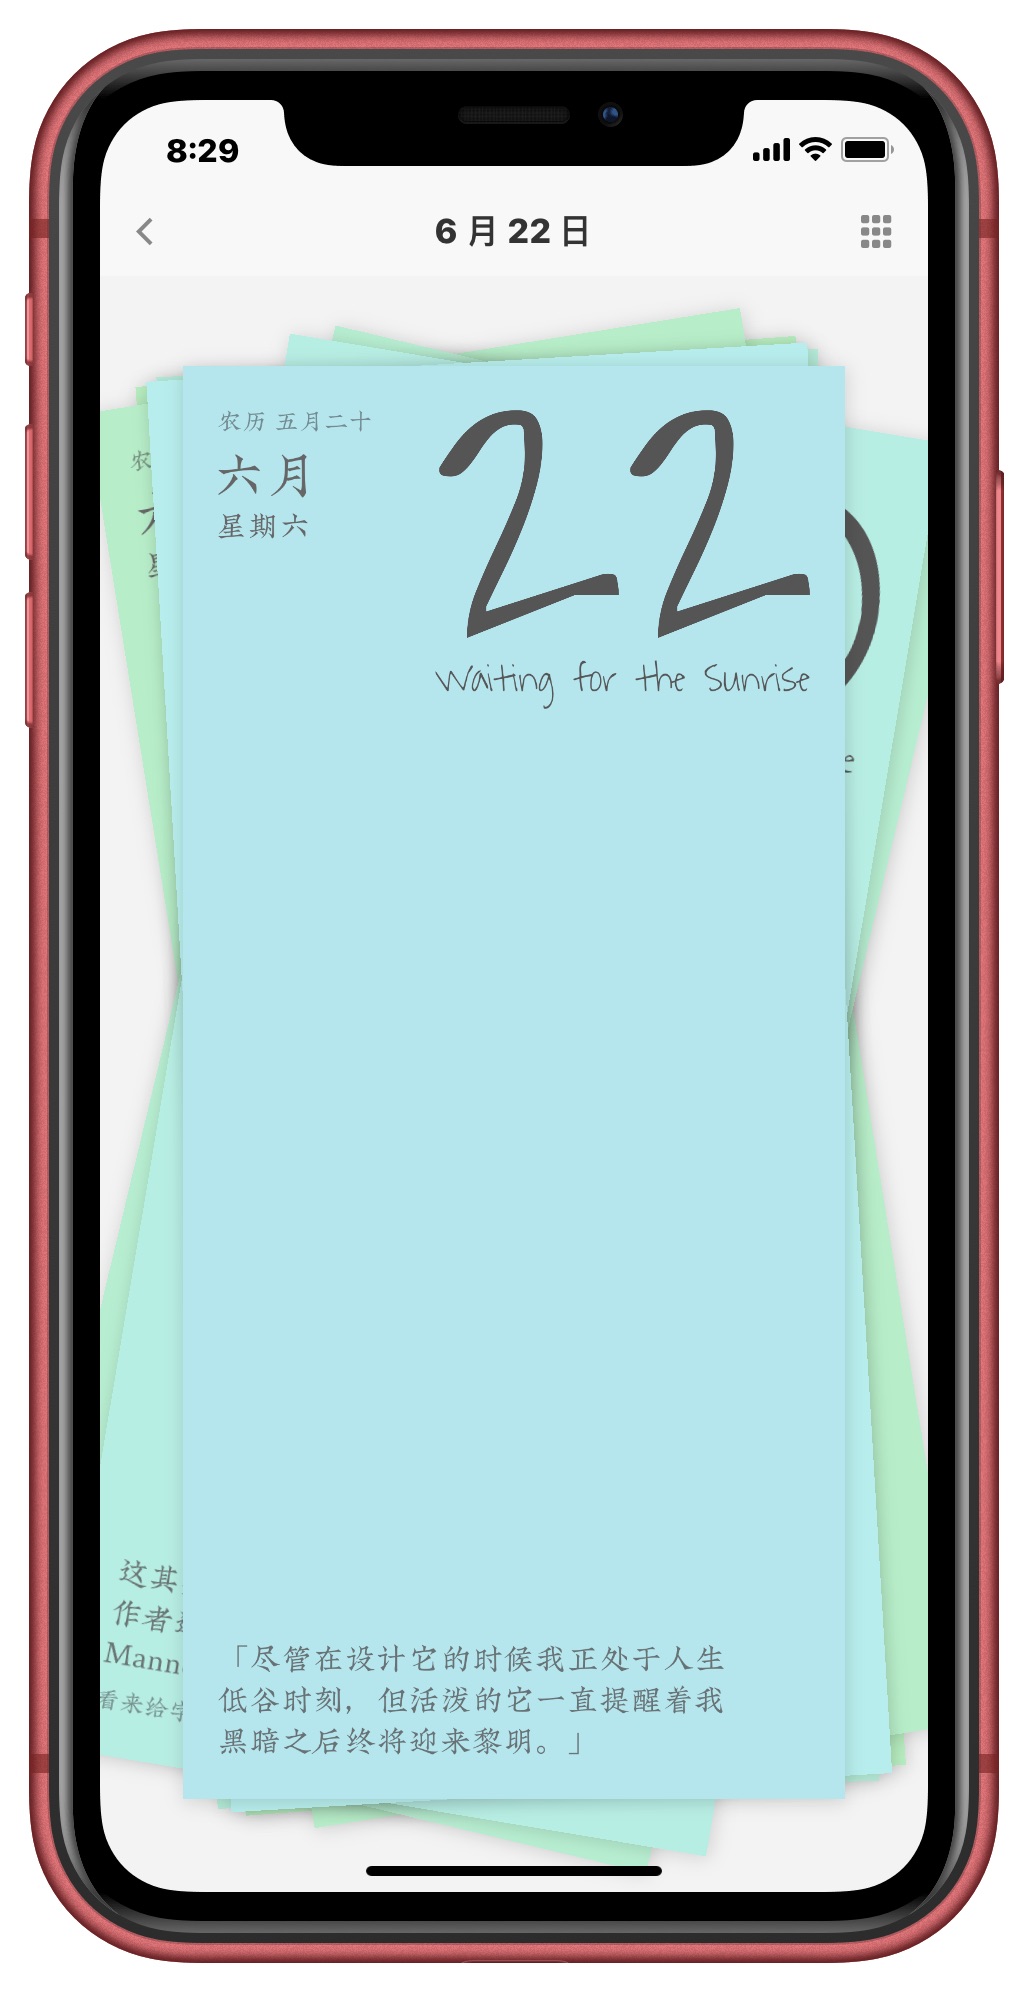 8:29
6 月 22 日
农历 五月二十
六月
星期六
22
Waiting for the Sunrise
农
e
这其
作者
Mann
看来给
「尽管在设计它的时候我正处于人生
低谷时刻，但活泼的它一直提醒着我
黑暗之后终将迎来黎明。」